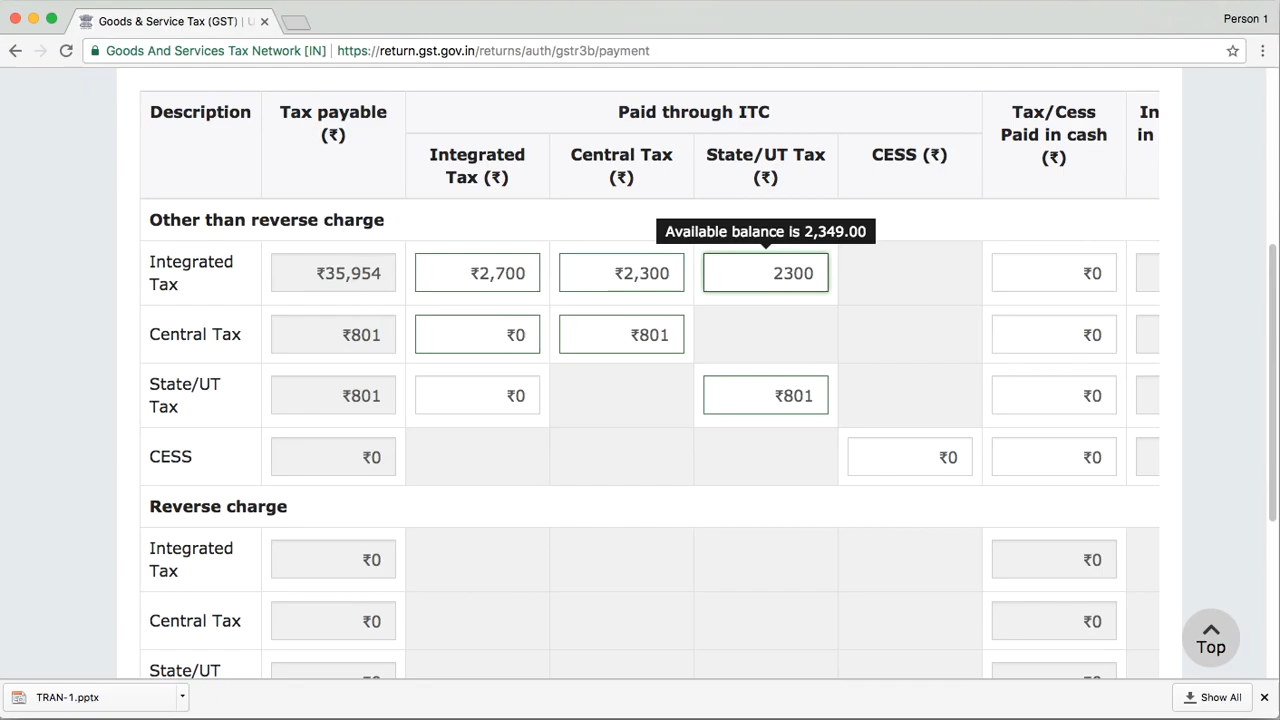 Goods & Service Tax (GST) | U
Person 1
Goods And Services Tax Network [IN] | https://return.gst.gov.in/returns/auth/gstr3b/payment
Description
Tax payable
(₹)
Paid through ITC
Tax/Cess
Paid in cash
(₹)
In
in
Integrated
Tax (₹)
Central Tax
(₹)
State/UT Tax
(₹)
CESS (₹)
Other than reverse charge
Available balance is 2,349.00
Integrated
Tax
₹35,954
₹2,700
₹2,300
2300
₹0
Central Tax
₹801
₹0
₹801
₹0
State/UT
Tax
₹801
₹0
₹801
₹0
CESS
₹0
₹0
₹0
Reverse charge
Integrated
Tax
₹0
₹0
Central Tax
₹0
₹0
State/UT
Top
TRAN-1.pptx
Show All